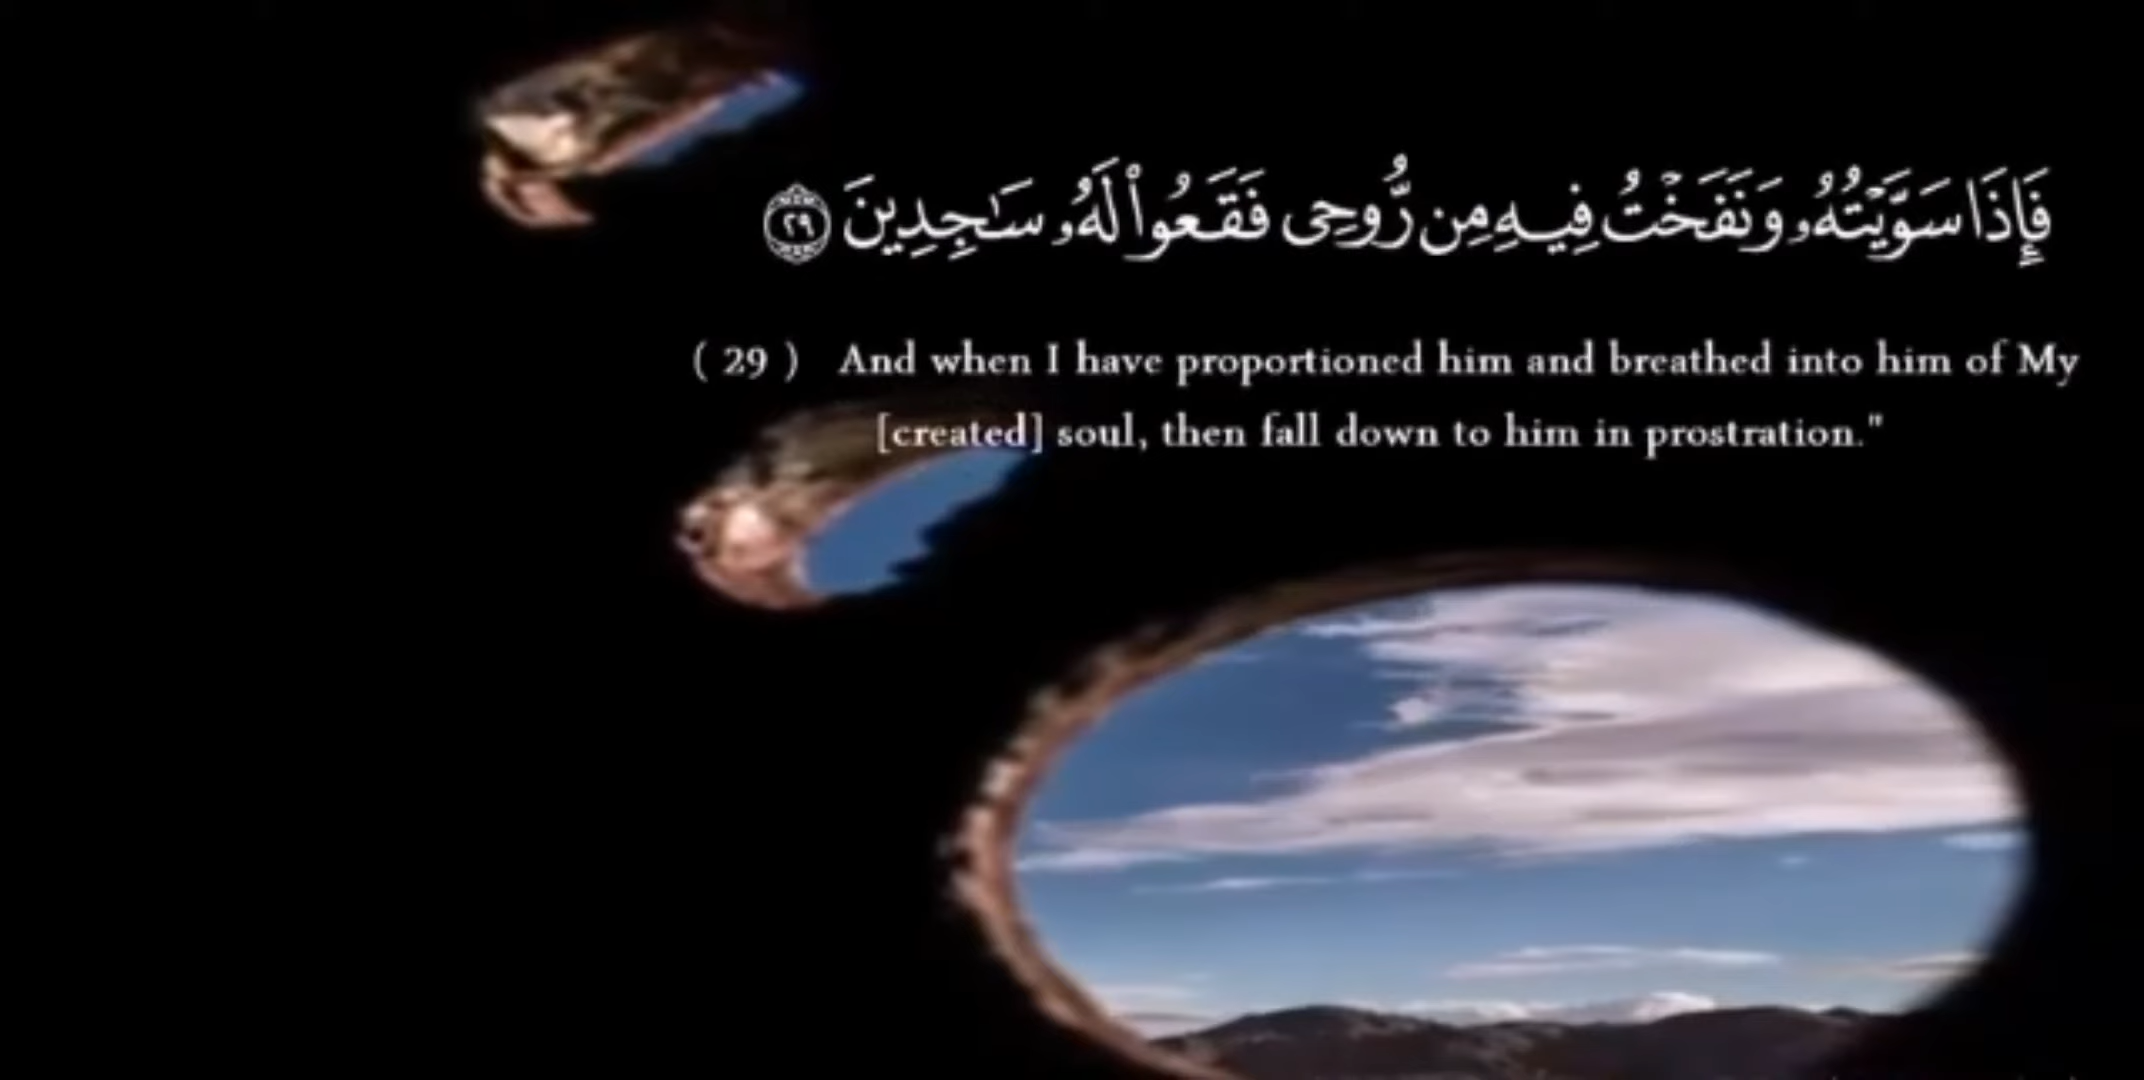 فَإِذَا سَوَّيْتُهُۥ وَنَفَخْتُ فِيهِ مِن رُّوحِى فَقَعُوا۟ لَهُۥ سَـٰجِدِينَ ٢٩
( 29 ) And when I have proportioned him and breathed into him of My
[created] soul, then fall down to him in prostration."